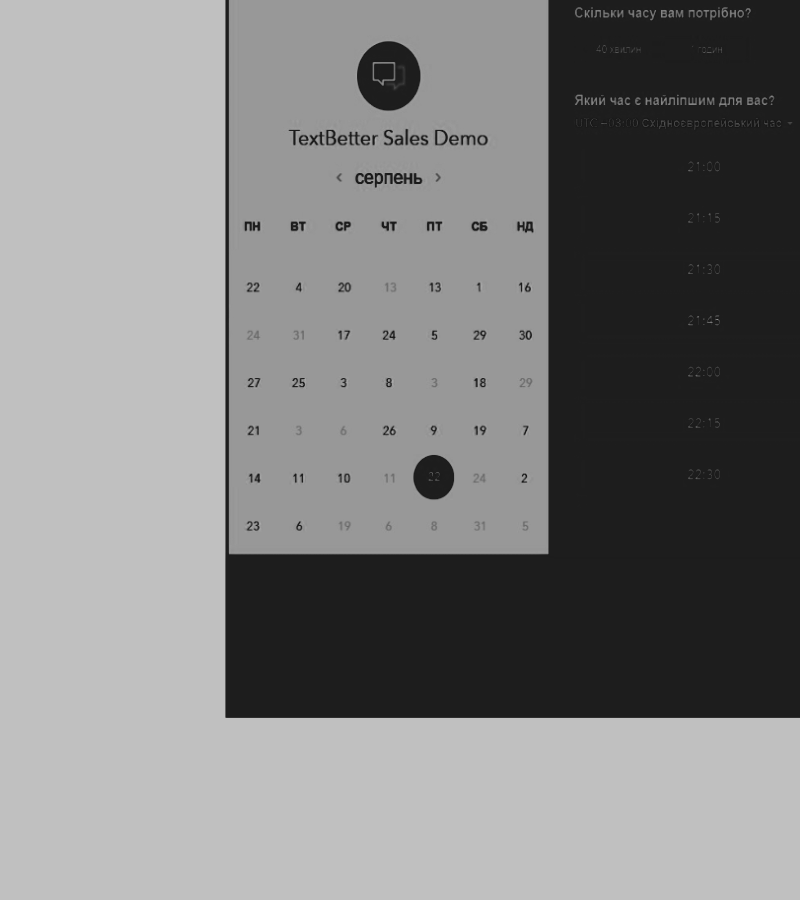 TextBetter Sales Demo
‹ серпень ›
ПН ВТ СР ЧТ ПТ СБ НД
22 4 20 13 13 1 16
24 31 17 24 5 29 30
27 25 3 8 3 18 29
21 3 6 26 9 19 7
14 11 10 11 22 24 2
23 6 19 6 8 31 5
Скільки часу вам потрібно?
40 хвилин годин
Який час є найліпшим для вас?
Східноєвропейський час
21:00
21:15
21:30
21:45
22:00
22:15
22:30